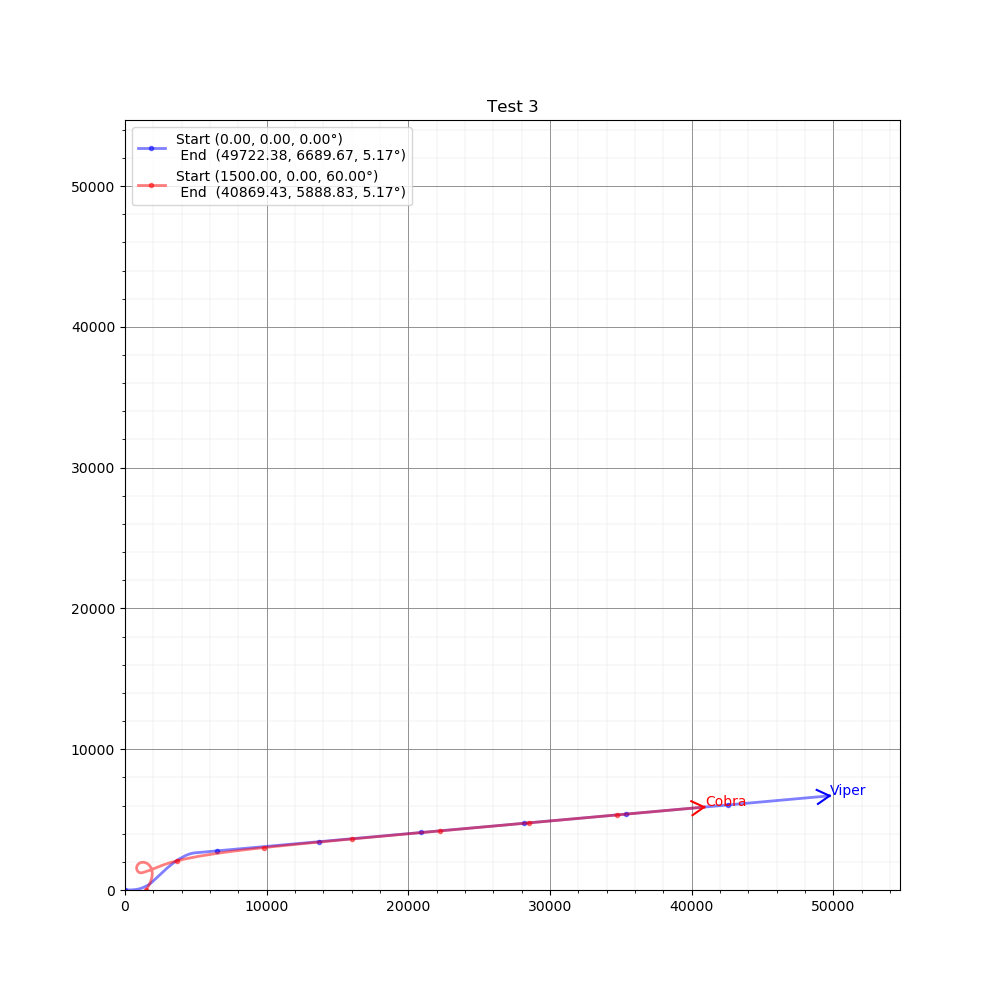 Test 3
Start (0.00, 0.00, 0.00°)
End (49722.38, 6689.67, 5.17°)
Start (1500.00, 0.00, 60.00°)
End (40869.43, 5888.83, 5.17°)
50000
40000
30000
20000
10000
0
Cobra
Viper
0
10000
20000
30000
40000
50000